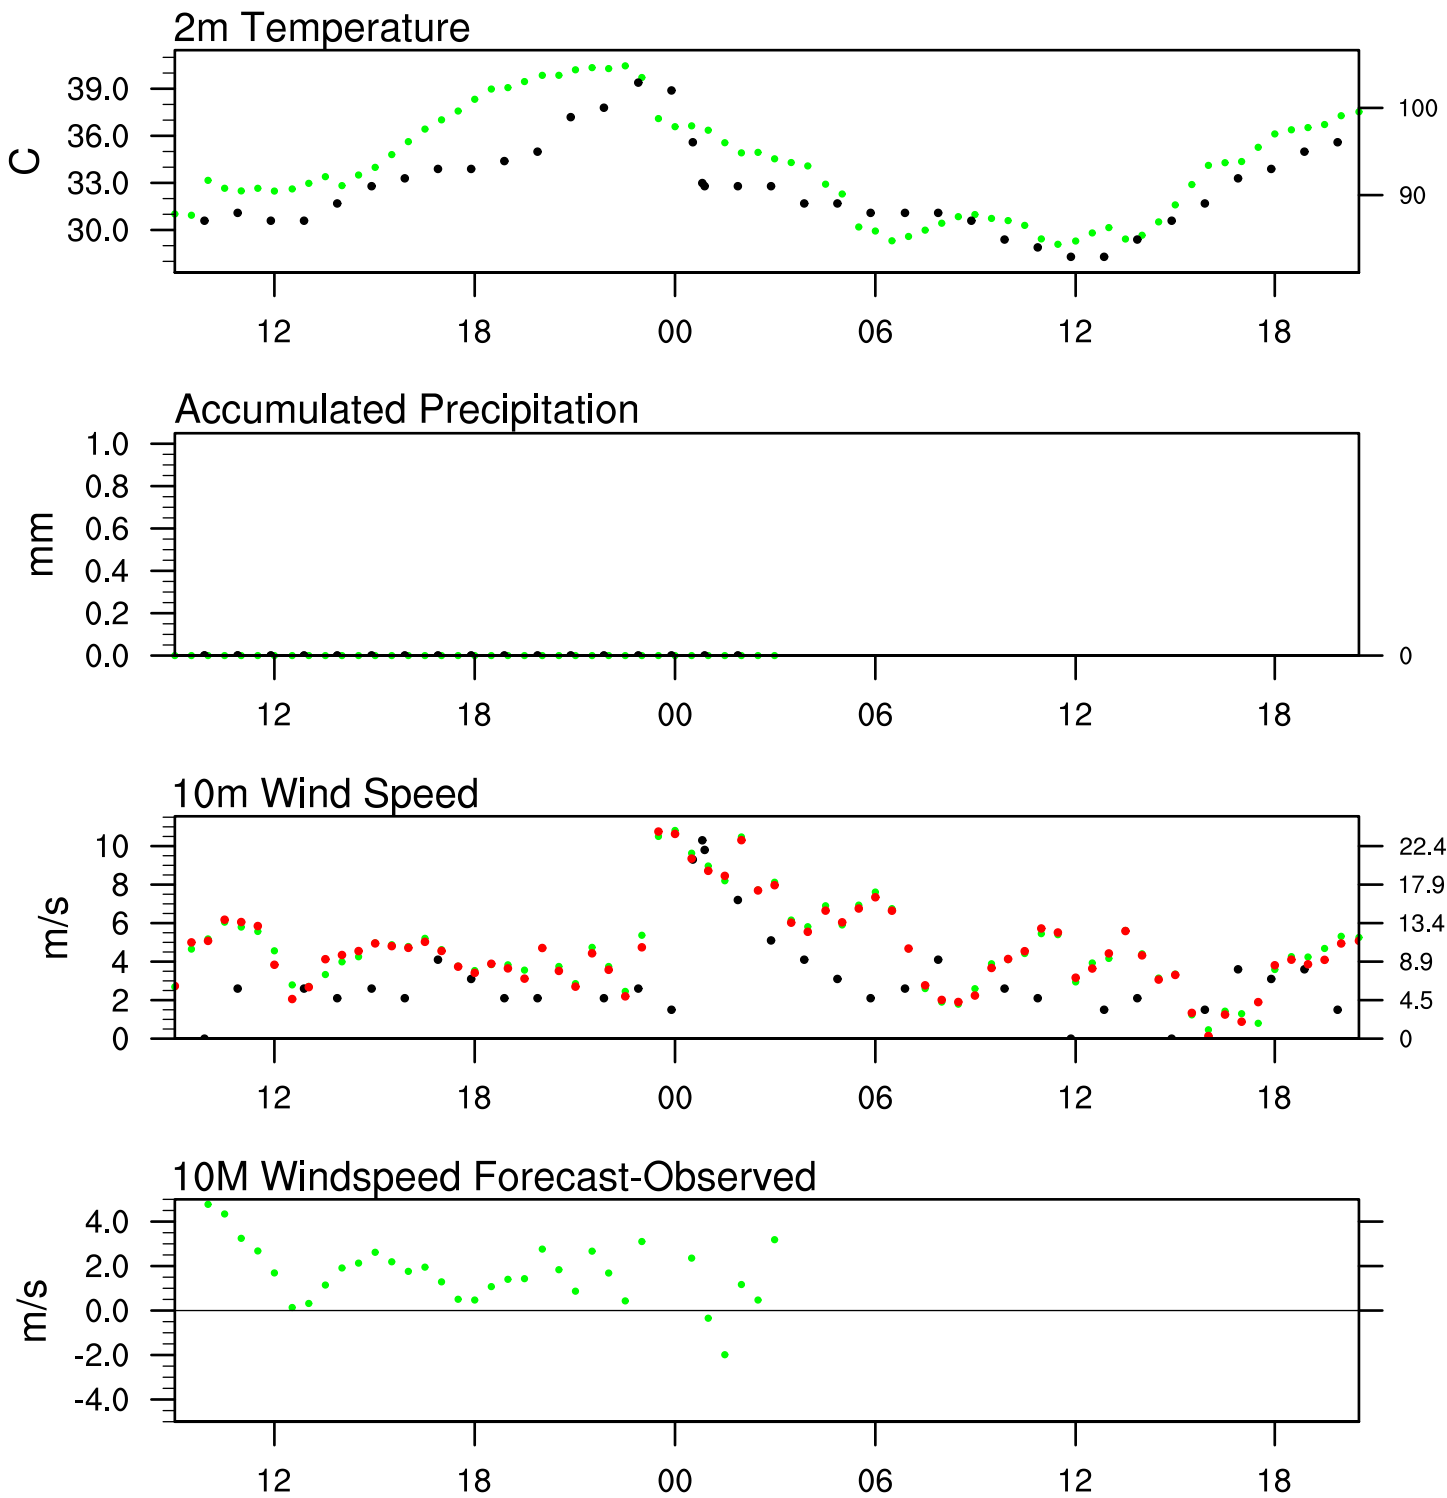 2m Temperature
39.0
36.0
33.0
30.0
C
100
90
12 18 00 06 12 18
Accumulated Precipitation
1.0
0.8
0.6
0.4
0.2
0.0
mm
0
12 18 00 06 12 18
10m Wind Speed
10
8
6
4
2
0
m/s
22.4
17.9
13.4
8.9
4.5
0
12 18 00 06 12 18
10M Windspeed Forecast-Observed
4.0
2.0
0.0
-2.0
-4.0
m/s
12 18 00 06 12 18